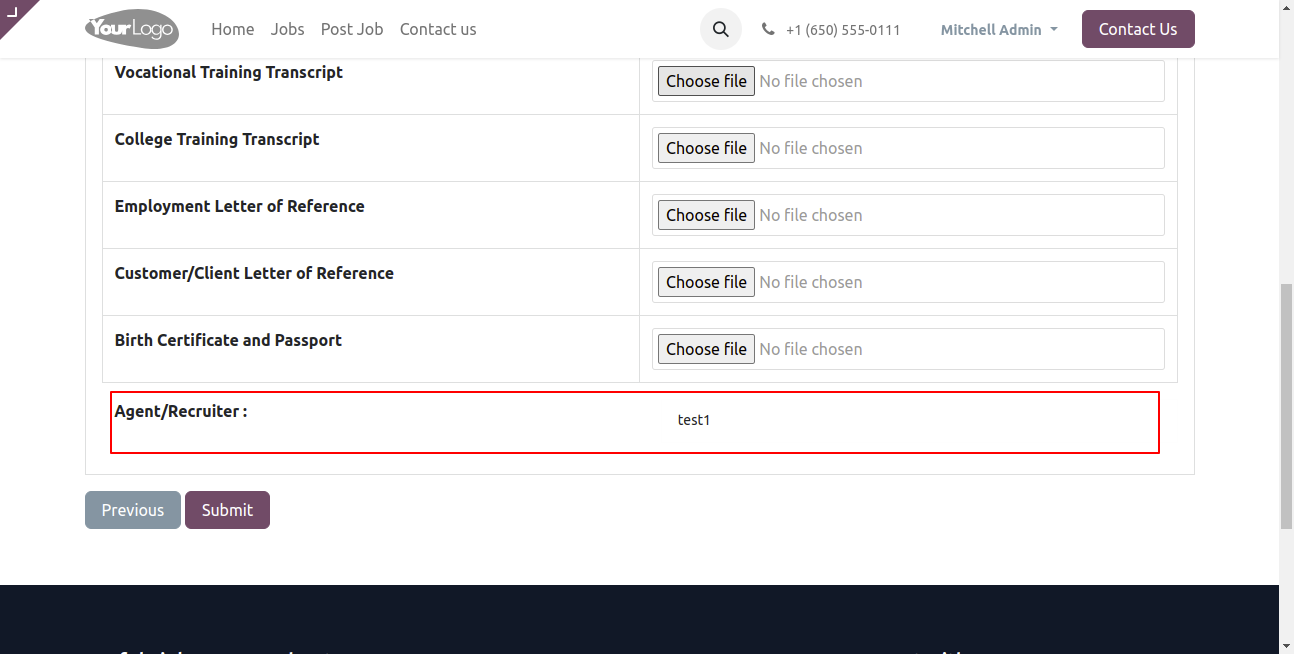 YourLogo Home Jobs Post Job Contact us +1 (650) 555-0111 Mitchell Admin Contact Us
Vocational Training Transcript Choose file No file chosen
College Training Transcript Choose file No file chosen
Employment Letter of Reference Choose file No file chosen
Customer/Client Letter of Reference Choose file No file chosen
Birth Certificate and Passport Choose file No file chosen
Agent/Recruiter : test1
Previous Submit